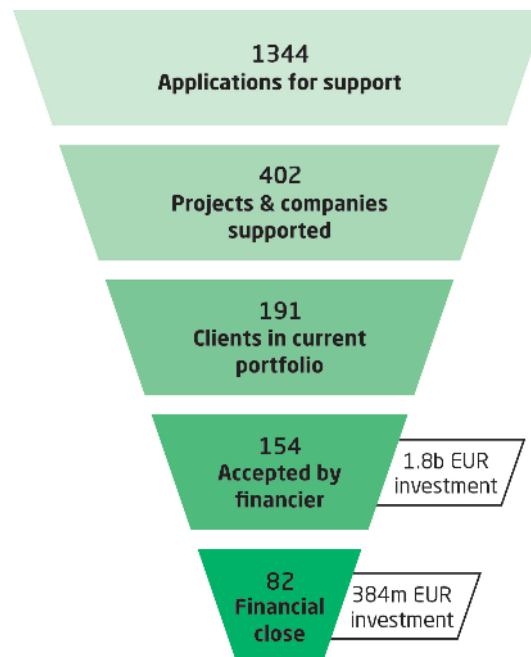 1344
Applications for support
402
Projects & companies
supported
191
Clients in current
portfolio
154
Accepted by
financier
1.8b EUR
investment
82
Financial
close
384m EUR
investment